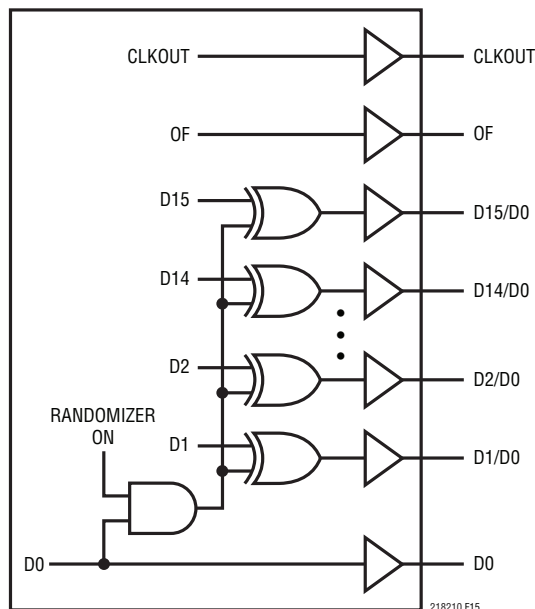 CLKOUT
CLKOUT
OF
OF
D15
D15/D0
D14
D14/D0
D2
D2/D0
RANDOMIZER
ON
D1
D1/D0
D0
D0
218210 F15